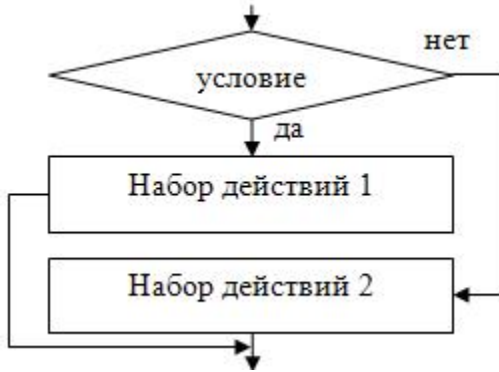 нет
условие
да
Набор действий 1
Набор действий 2